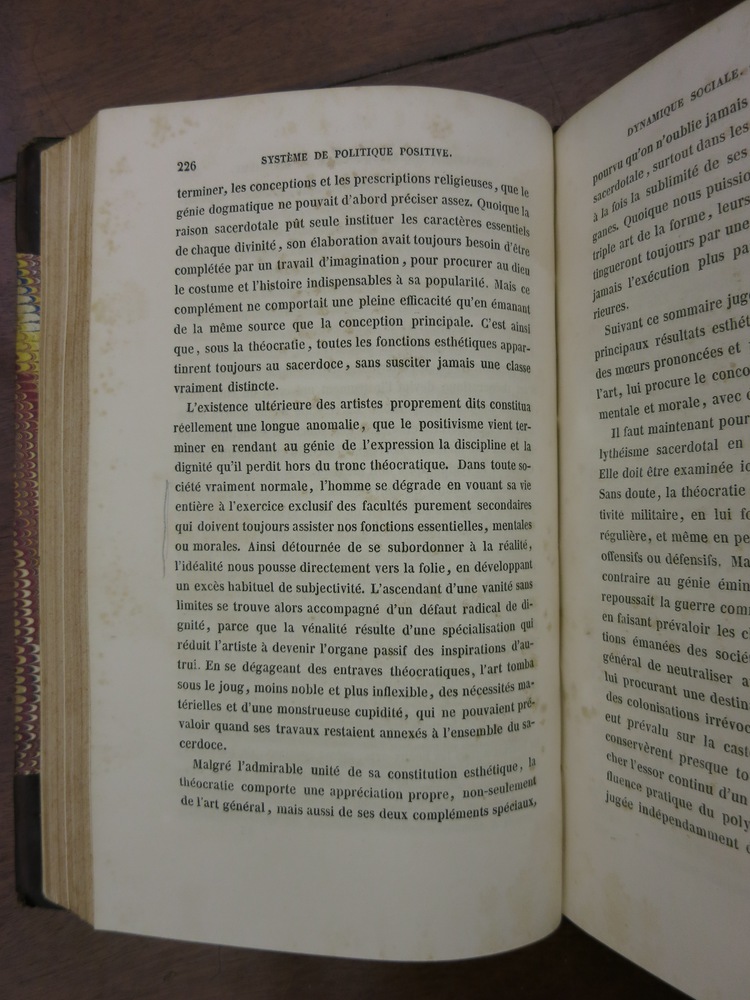 226
SYSTÈME DE POLITIQUE POSITIVE.
terminer, les conceptions et les prescriptions religieuses, que le
génie dogmatique ne pouvait d'abord préciser assez. Quoique la
raison sacerdotale pût seule instituer les caractères essentiels
de chaque divinité, son élaboration avait toujours besoin d'être
complétée par un travail d'imagination, pour procurer au dieu
le costume et l'histoire indispensables à sa popularité. Mais ce
complément ne comportait une pleine efficacité qu'en émanant
de la même source que la conception principale. C'est ainsi
que, sous la théocratie, toutes les fonctions esthétiques appar-
tinrent toujours au sacerdoce, sans susciter jamais une classe
vraiment distincte.
L'existence ultérieure des artistes proprement dits constitua
réellement une longue anomalie, que le positivisme vient ter-
miner en rendant au génie de l'expression la discipline et la
dignité qu'il perdit hors du tronc théocratique. Dans toute so-
ciété vraiment normale, l'homme se dégrade en vouant sa vie
entière à l'exercice exclusif des facultés purement secondaires
qui doivent toujours assister nos fonctions essentielles, mentales
ou morales. Ainsi détournée de se subordonner à la réalité,
l'idéalité nous pousse directement vers la folie, en développant
un excès habituel de subjectivité. L'ascendant d'une vanité sans
limites se trouve alors accompagné d'un défaut radical de di-
gnité, parce que la vénalité résulte d'une spécialisation qui
réduit l'artiste à devenir l'organe passif des inspirations d'au-
trui. En se dégageant des entraves théocratiques, l'art tomba
sous le joug, moins noble et plus inflexible, des nécessités ma-
térielles et d'une monstrueuse cupidité, qui ne pouvaient pré-
valoir quand ses travaux restaient annexés à l'ensemble du sa-
cerdoce.
Malgré l'admirable unité de sa constitution esthétique, la
théocratie comporte une appréciation propre, non-seulement
de l'art général, mais aussi de ses deux compléments spéciaux,
DYNAMIQUE SOCIALE.
pourvu qu'on n'oublie jamais
sacerdotale, surtout dans les
à la fois la sublimité de ses
ganes. Quoique nous puissio
triple art de la forme, leurs
tingueront toujours par une
jamais l'exécution plus pa
rieures.
Suivant ce sommaire jug
principaux résultats esthét
des mœurs prononcées et
l'art, lui procure le conco
mentale et morale, avec
Il faut maintenant pour
lythéisme sacerdotal en
Elle doit être examinée ic
Sans doute, la théocratie
tivité militaire, en lui fo
régulière, et même en pe
offensifs ou défensifs. Ma
contraire au génie émin
repoussait la guerre com
en faisant prévaloir les c
tions émanées des socié
général de neutraliser a
lui procurant une destin
des colonisations irrévoc
eut prévalu sur la cast
conservèrent presque to
cher l'essor continu d'un
fluence pratique du poly
jugée indépendamment